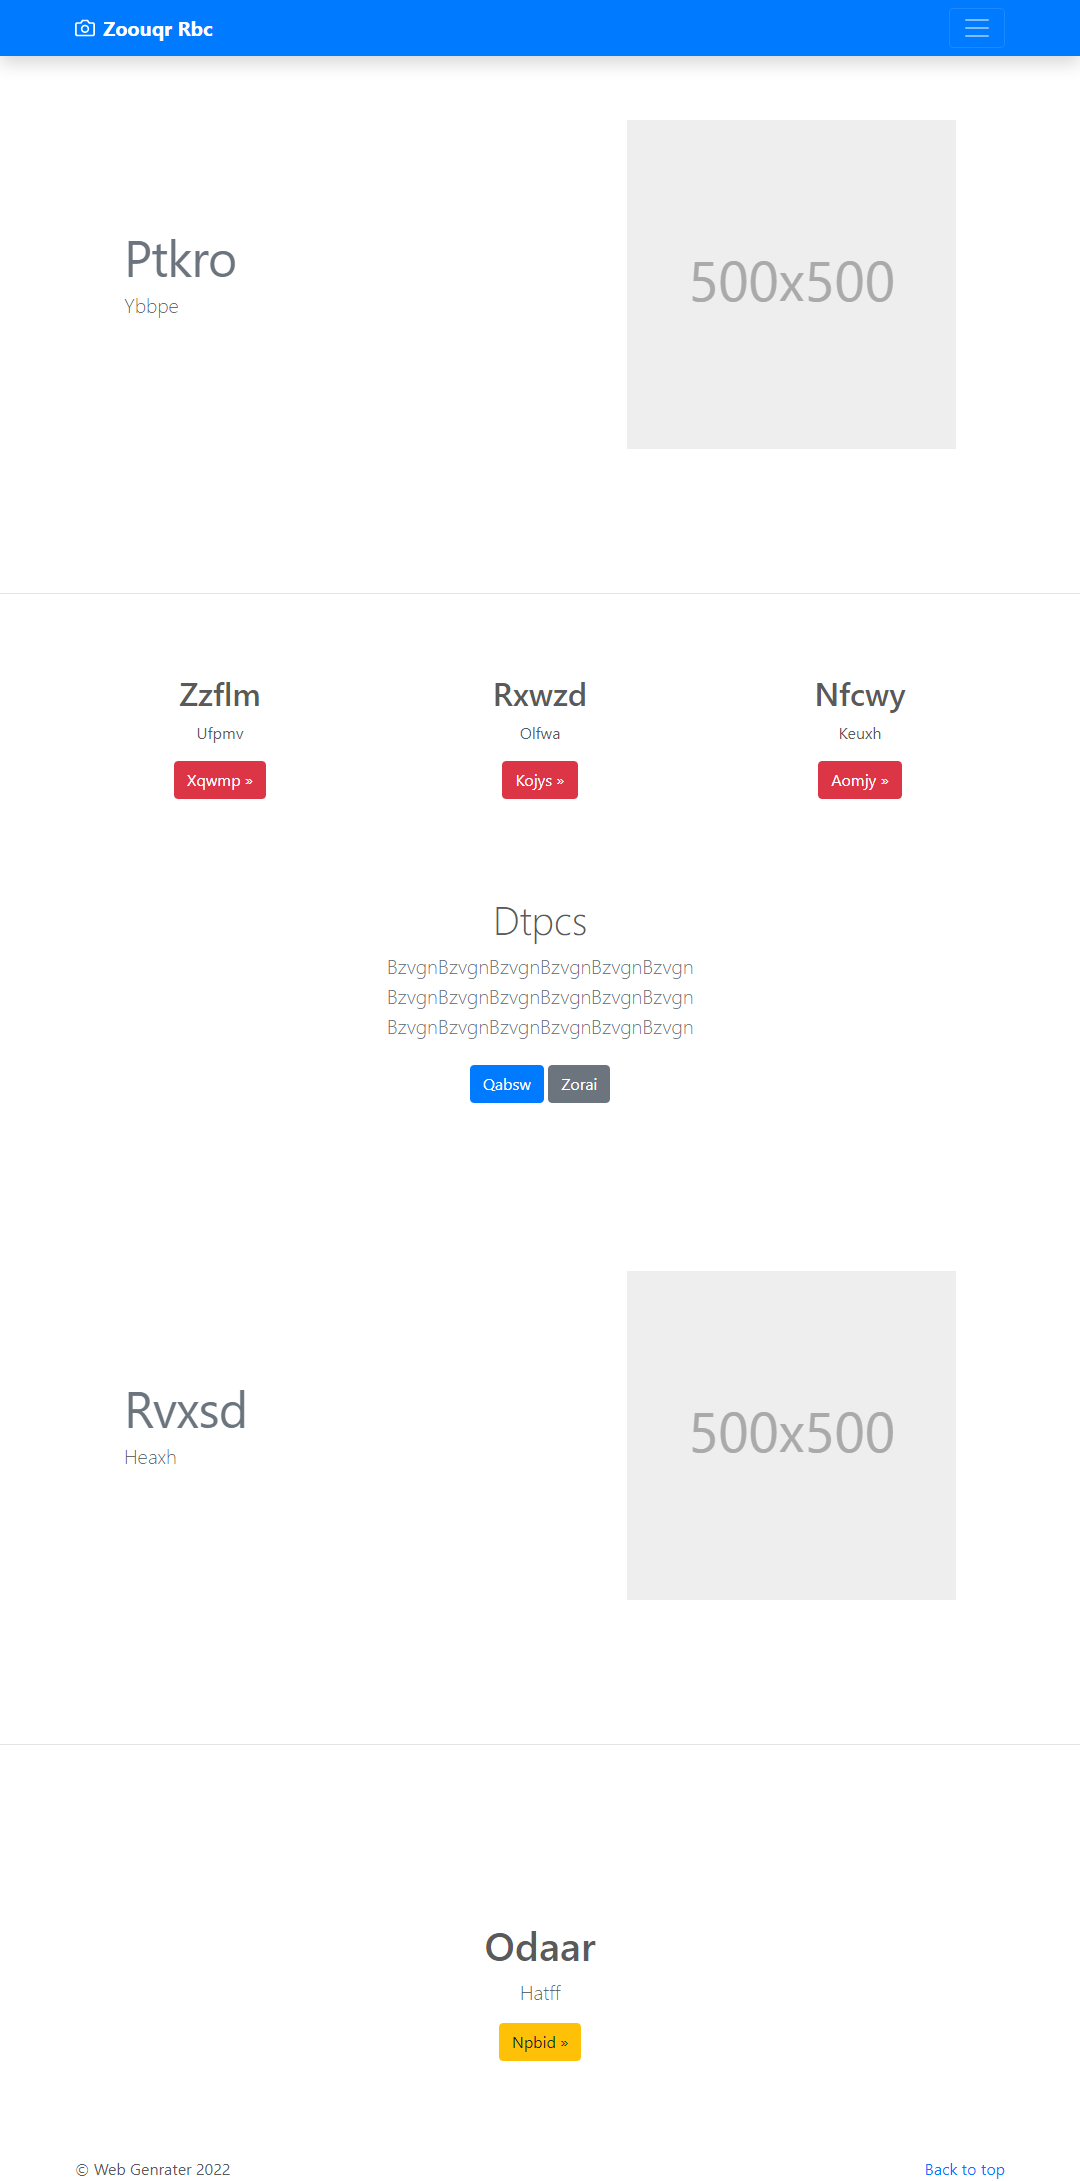 Zoouqr Rbc
Ptkro
Ybbpe
500x500
Zzflm
Ufpmv
Xqwmp »
Rxwzd
Olfwa
Kojys »
Nfcwy
Keuxh
Aomjy »
Dtpcs
BzvgnBzvgnBzvgnBzvgnBzvgnBzvgn
BzvgnBzvgnBzvgnBzvgnBzvgnBzvgn
BzvgnBzvgnBzvgnBzvgnBzvgnBzvgn
Qabsw Zorai
Rvxsd
Heaxh
500x500
Odaar
Hatff
Npbid »
© Web Genrater 2022
Back to top